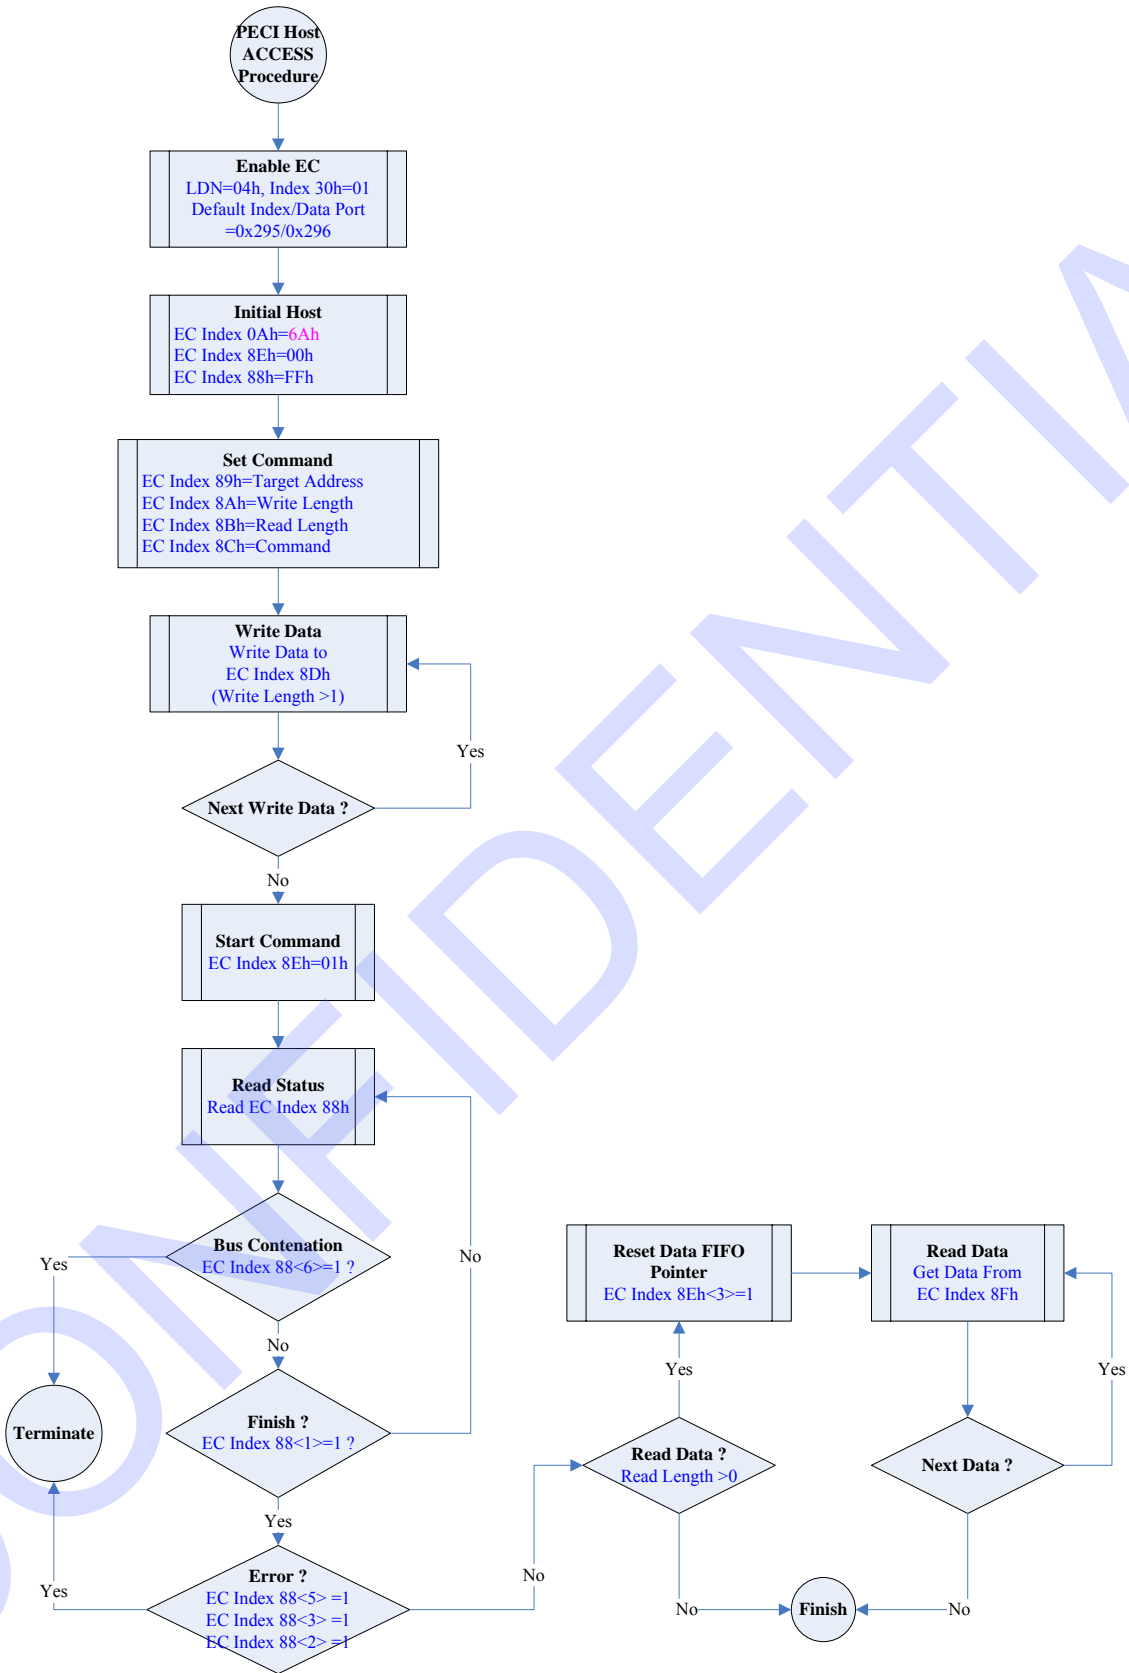 PECI Host
ACCESS
Procedure
Enable EC
LDN=04h, Index 30h=01
Default Index/Data Port
=0x295/0x296
Initial Host
EC Index 0Ah=6Ah
EC Index 8Eh=00h
EC Index 88h=FFh
Set Command
EC Index 89h=Target Address
EC Index 8Ah=Write Length
EC Index 8Bh=Read Length
EC Index 8Ch=Command
Write Data
Write Data to
EC Index 8Dh
(Write Length >1)
Yes
Next Write Data ?
No
Start Command
EC Index 8Eh=01h
Read Status
Read EC Index 88h
Bus Contenation
EC Index 88<6>=1 ?
Yes
No
No
Terminate
Finish ?
EC Index 88<1>=1 ?
Yes
Error ?
EC Index 88<5> =1
EC Index 88<3> =1
EC Index 88<2> =1
Yes
No
Read Data ?
Read Length >0
Yes
Reset Data FIFO
Pointer
EC Index 8Eh<3>=1
Read Data
Get Data From
EC Index 8Fh
Yes
Next Data ?
No
No
Finish
CONFIDENTIA